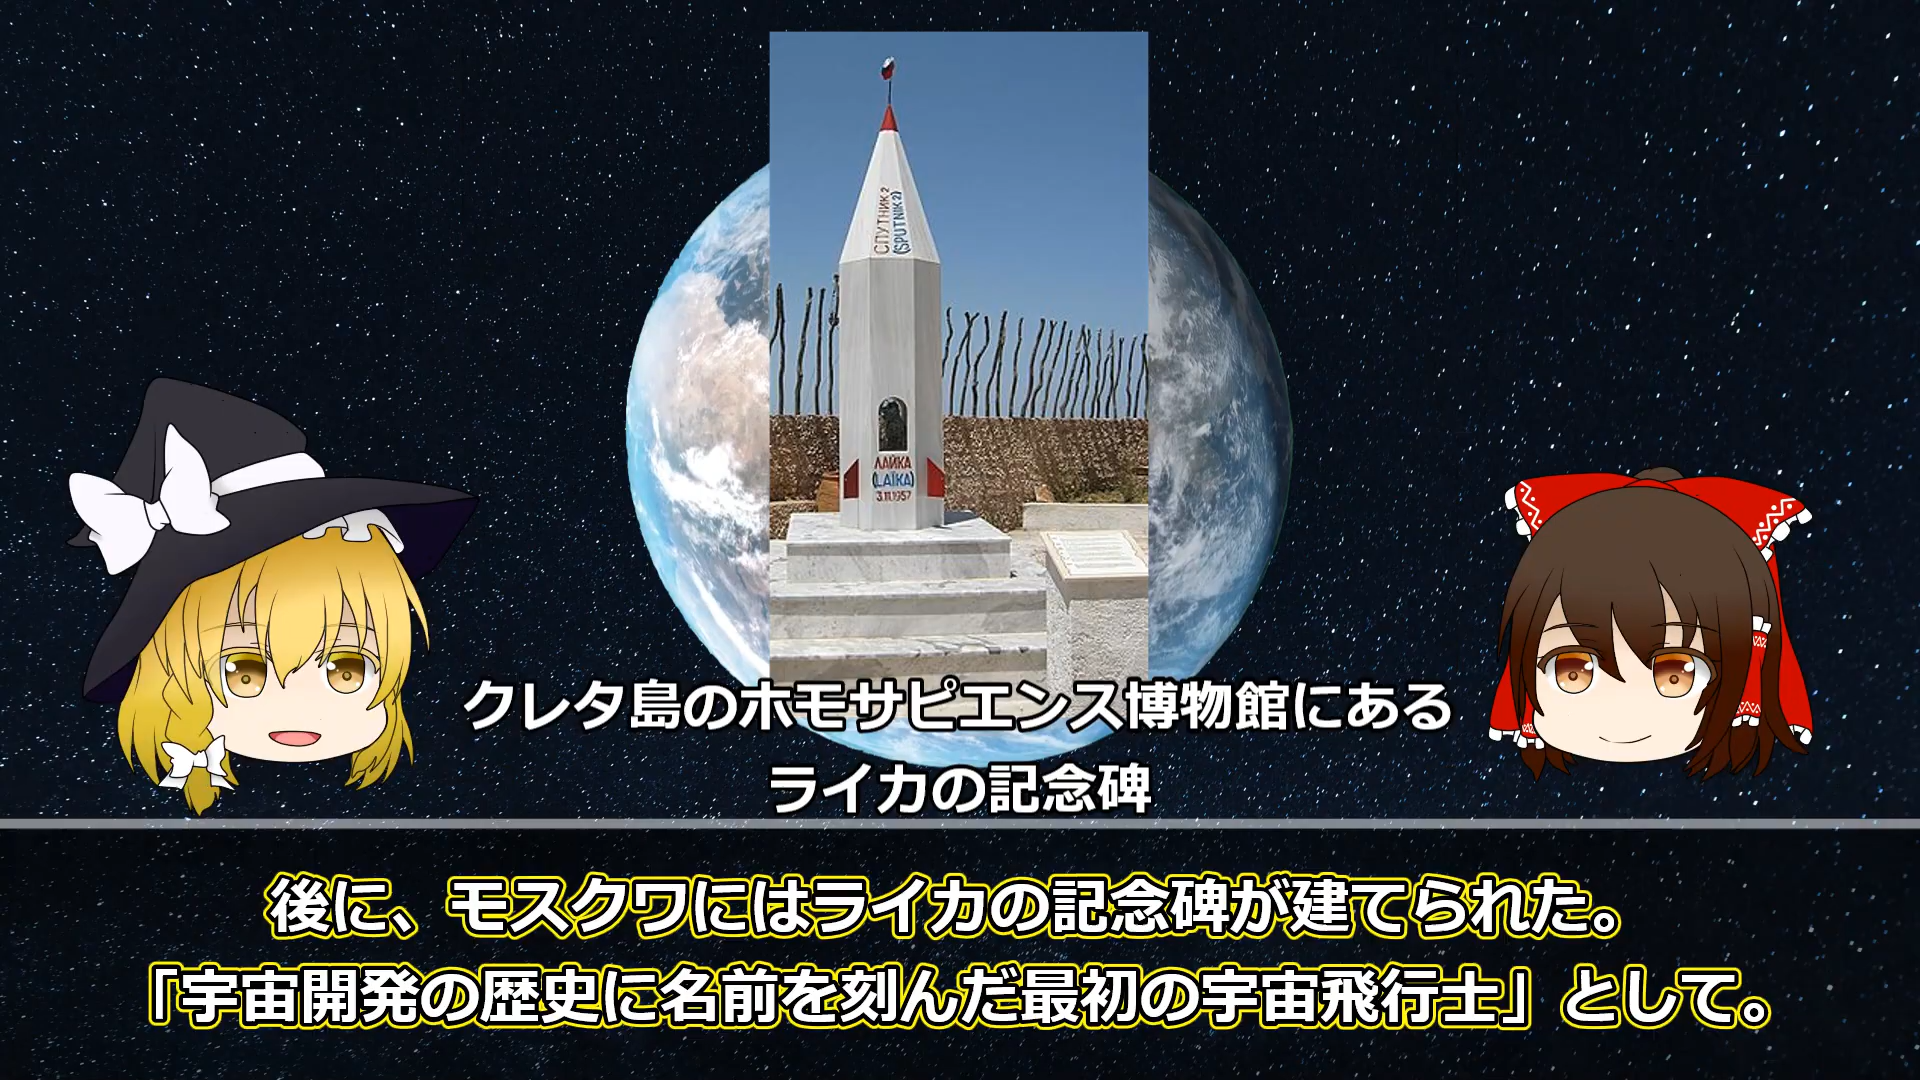 СПУТНИК 2
(SPUTNIK 2)
ЛАЙКА
(LAÏKA)
3.11.1957
クレタ島のホモサピエンス博物館にある
ライカの記念碑
後に、モスクワにはライカの記念碑が建てられた。
「宇宙開発の歴史に名前を刻んだ最初の宇宙飛行士」として。